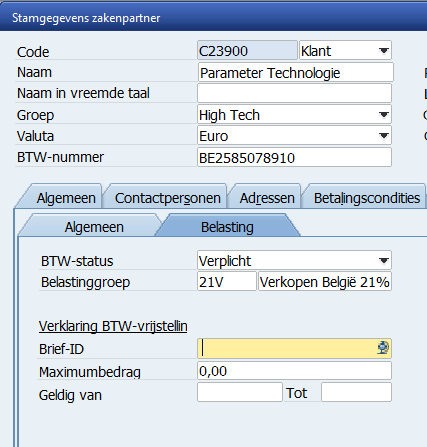 Stamgegevens zakenpartner
Code C23900 Klant
Naam Parameter Technologie
Naam in vreemde taal
Groep High Tech
Valuta Euro
BTW-nummer BE2585078910
Algemeen Contactpersonen Adressen Betalingscondities
Algemeen Belasting
BTW-status Verplicht
Belastinggroep 21V Verkopen België 21%
Verklaring BTW-vrijstellin
Brief-ID
Maximumbedrag 0,00
Geldig van Tot